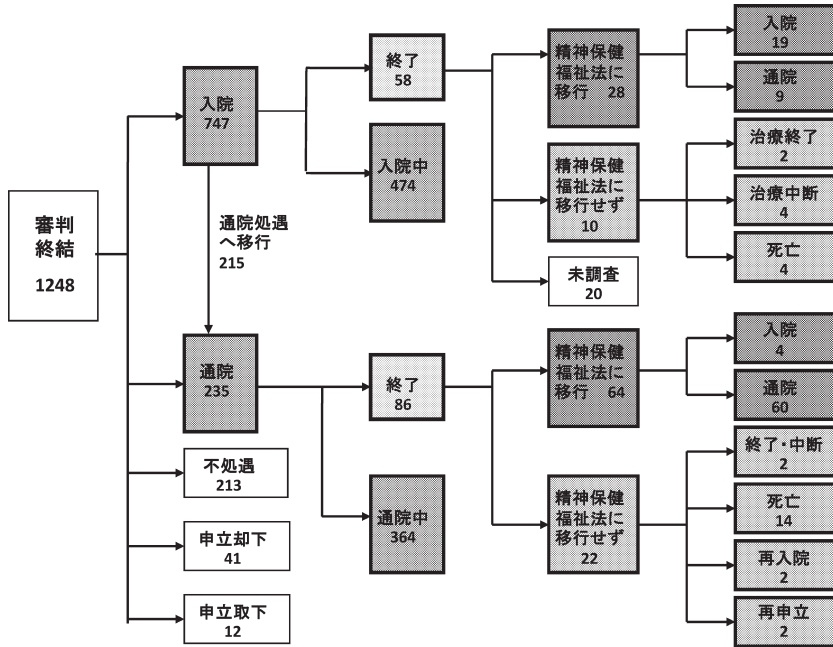 審判
終結
1248
入院
747
通院処遇
へ移行
215
通院
235
不処遇
213
申立却下
41
申立取下
12
終了
58
入院中
474
終了
86
通院中
364
精神保健
福祉法に
移行 28
精神保健
福祉法に
移行せず
10
未調査
20
精神保健
福祉法に
移行 64
精神保健
福祉法に
移行せず
22
入院
19
通院
9
治療終了
2
治療中断
4
死亡
4
入院
4
通院
60
終了・中断
2
死亡
14
再入院
2
再申立
2